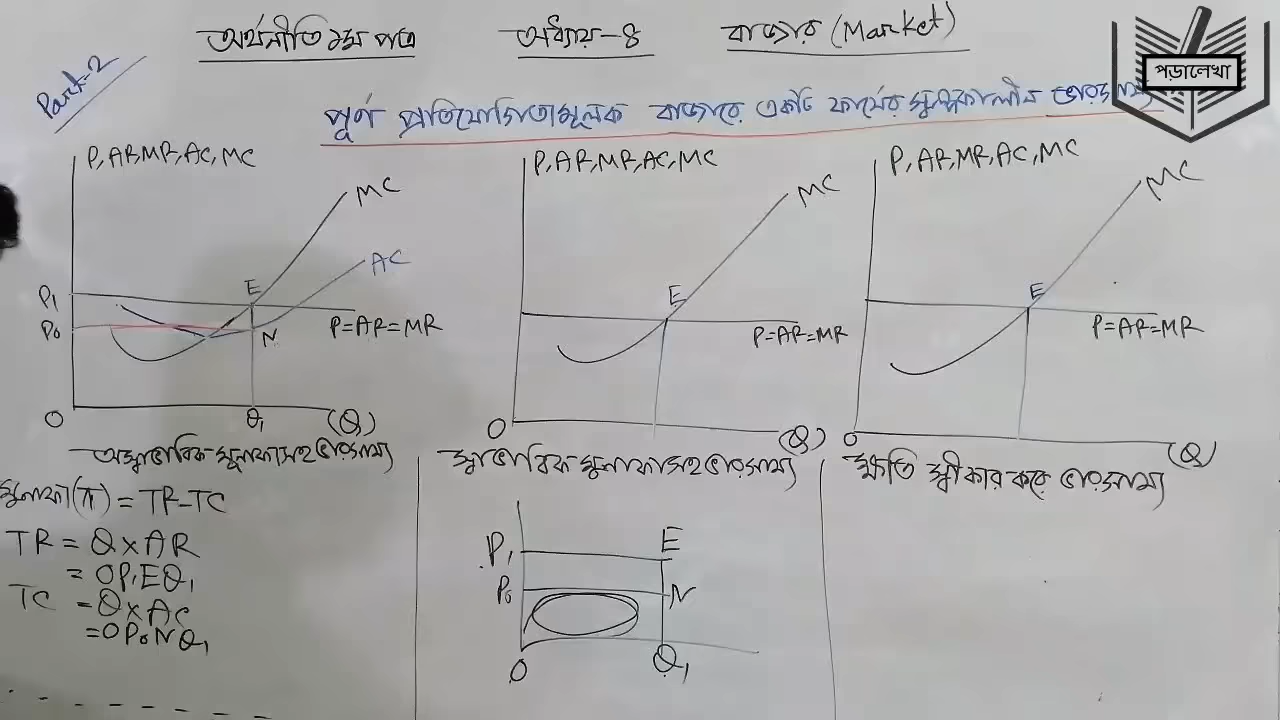 অর্থনীতি ১ম পত্র অধ্যায়-৪ বাজার (Market)
পড়ালেখা
Part-2
পূর্ণ প্রতিযোগিতামূলক বাজারে একটি ফার্মের স্বল্পকালীন ভারসাম্য
P, AR, MR, AC, MC
MC
AC
E
P₁
P₀
N
P=AR=MR
O
Q₁
(Q)
অস্বাভাবিক মুনাফাসহ ভারসাম্য
P, AR, MR, AC, MC
MC
E
P=AR=MR
O
(Q)
স্বাভাবিক মুনাফাসহ ভারসাম্য
P, AR, MR, AC, MC
MC
E
P=AR=MR
O
(Q)
ক্ষতি স্বীকার করে ভারসাম্য
মুনাফা(π) = TR-TC
TR = Q×AR
= OP₁EQ₁
TC = Q×AC
= OP₀NQ₁
P₁ E
P₀ N
O Q₁